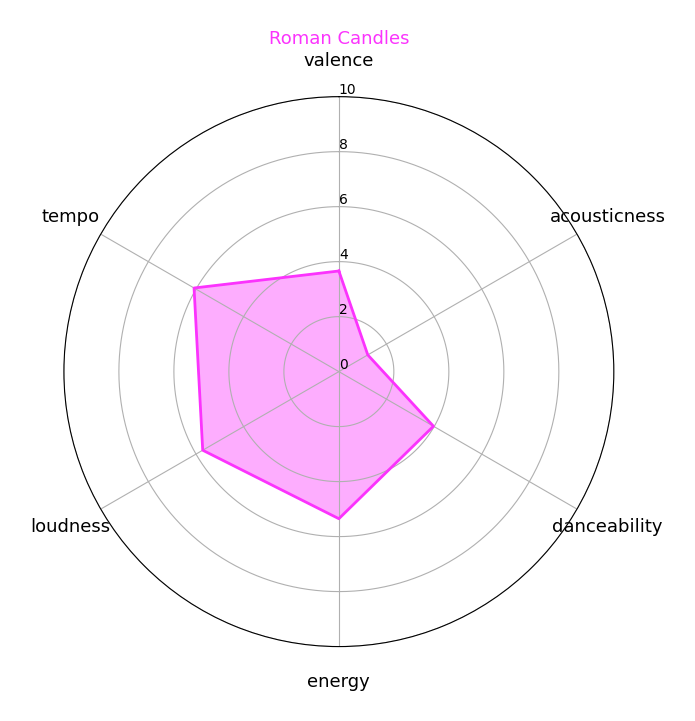 Roman Candles
valence
10
8
6
4
2
0
tempo
acousticness
loudness
danceability
energy